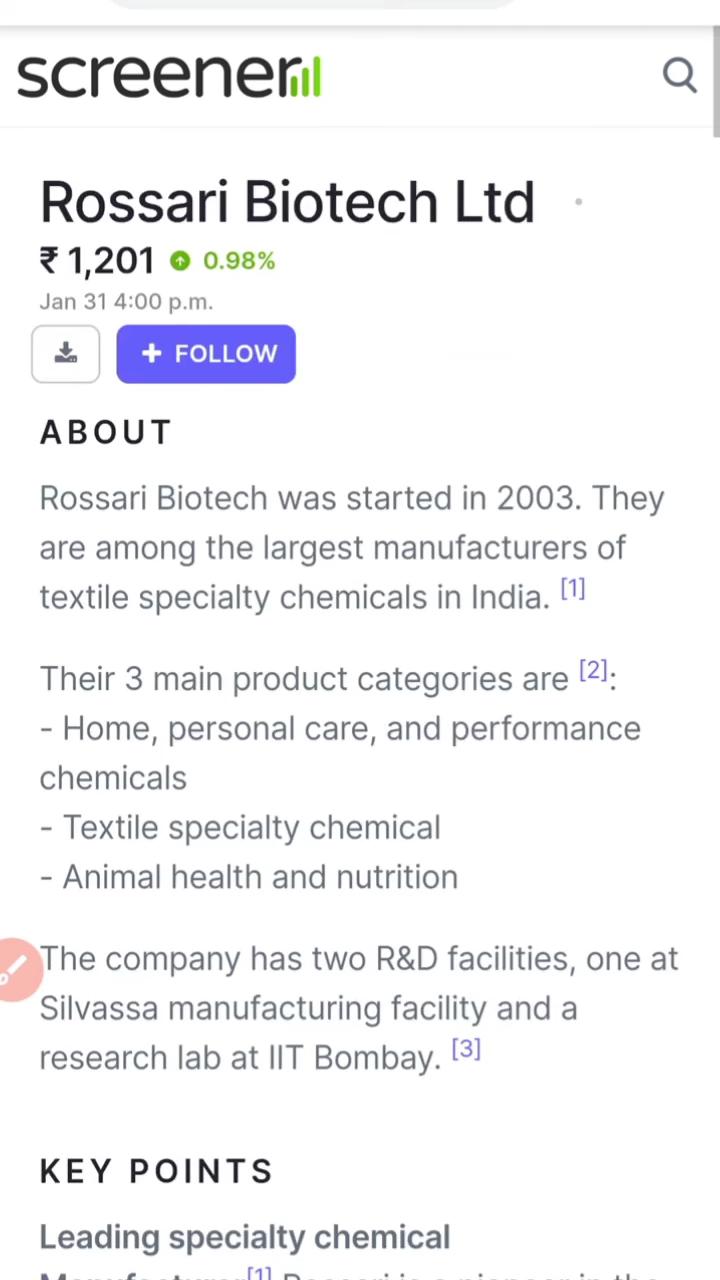 screener
Rossari Biotech Ltd
₹ 1,201 0.98%
Jan 31 4:00 p.m.
+ FOLLOW
ABOUT
Rossari Biotech was started in 2003. They
are among the largest manufacturers of
textile specialty chemicals in India. [1]
Their 3 main product categories are [2]:
- Home, personal care, and performance
chemicals
- Textile specialty chemical
- Animal health and nutrition
The company has two R&D facilities, one at
Silvassa manufacturing facility and a
research lab at IIT Bombay. [3]
KEY POINTS
Leading specialty chemical
[1]